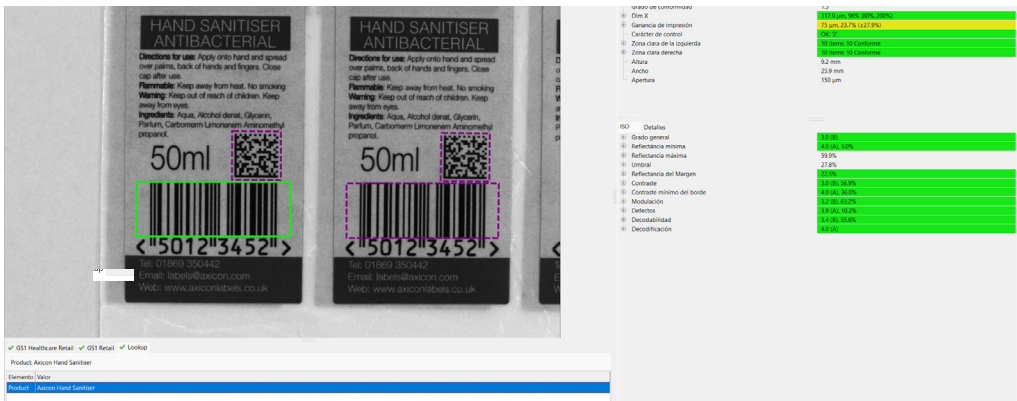 HAND SANITISER
ANTIBACTERIAL
Directions for use: Apply onto hand and spread
over palms, back of hands and fingers. Close
cap after use.
Flammable: Keep away from heat. No smoking
Warning: Keep out of reach of children. Keep
away from eyes.
Ingredients: Aqua, Alcohol denat, Glycerin,
Parfum, Carbomerm Limonenem Aminomethyl
propanol.
50ml
<"5012"3452">
Tel: 01869 350442
Email: labels@axicon.com
Web: www.axiconlabels.co.uk
HAND SANITISER
ANTIBACTERIAL
Directions for use: Apply onto hand and spread
over palms, back of hands and fingers. Close
cap after use.
Flammable: Keep away from heat. No smoking
Warning: Keep out of reach of children. Keep
away from eyes.
Ingredients: Aqua, Alcohol denat, Glycerin,
Parfum, Carbomerm Limonenem Aminomethyl
propanol.
50ml
<"5012"3452">
Tel: 01869 350442
Email: labels@axicon.com
Web: www.axiconlabels.co.uk
GS1 Healthcare Retail GS1 Retail Lookup
Product: Axicon Hand Sanitiser
Elemento Valor
Product Axicon Hand Sanitiser
Grado de conformidad 1.5
Dim X 317.9 µm, 96% (80%..200%)
Ganancia de impresión 75 µm, 23.7% (±27.9%)
Carácter de control OK: '2'
Zona clara de la izquierda 10 items: 10 Conforme
Zona clara derecha 10 items: 10 Conforme
Altura 9.2 mm
Ancho 25.9 mm
Apertura 150 µm
ISO Detalles
Grado general 3.0 (B)
Reflectancia mínima 4.0 (A), 3.0%
Reflectancia máxima 59.9%
Umbral 27.8%
Reflectancia del Margen 22.5%
Contraste 3.0 (B), 56.9%
Contraste mínimo del borde 4.0 (A), 36.0%
Modulación 3.2 (B), 63.2%
Defectos 3.9 (A), 10.2%
Decodabilidad 3.4 (B), 55.6%
Decodificación 4.0 (A)